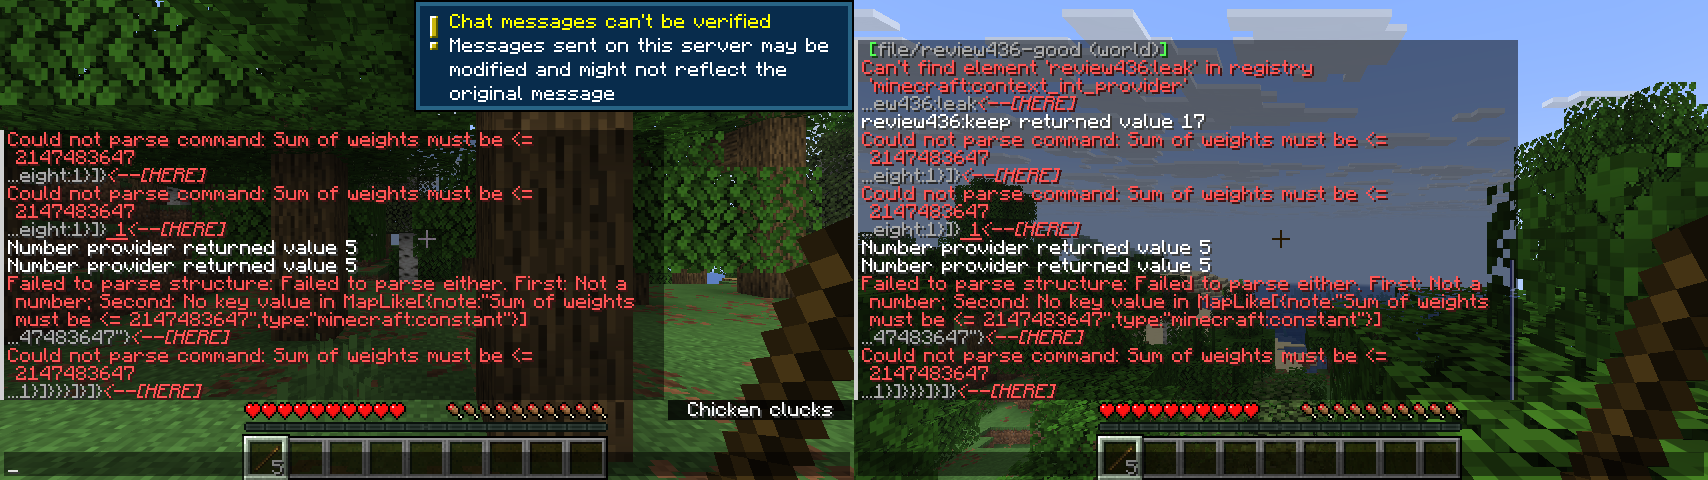 Chat messages can't be verified
Messages sent on this server may be
modified and might not reflect the
original message
Could not parse command: Sum of weights must be <=
2147483647
...eight:1}]}<--[HERE]
Could not parse command: Sum of weights must be <=
2147483647
...eight:1}]} 1<--[HERE]
Number provider returned value 5
Number provider returned value 5
Failed to parse structure: Failed to parse either. First: Not a
number; Second: No key value in MapLike[{note:"Sum of weights
must be <= 2147483647",type:"minecraft:constant"}]
...47483647"}<--[HERE]
Could not parse command: Sum of weights must be <=
2147483647
...1}]}}}]}]}<--[HERE]
Chicken clucks
5
_
[file/review436-good (world)]
Can't find element 'review436:leak' in registry
'minecraft:context_int_provider'
...ew436:leak<--[HERE]
review436:keep returned value 17
Could not parse command: Sum of weights must be <=
2147483647
...eight:1}]}<--[HERE]
Could not parse command: Sum of weights must be <=
2147483647
...eight:1}]} 1<--[HERE]
Number provider returned value 5
Number provider returned value 5
Failed to parse structure: Failed to parse either. First: Not a
number; Second: No key value in MapLike[{note:"Sum of weights
must be <= 2147483647",type:"minecraft:constant"}]
...47483647"}<--[HERE]
Could not parse command: Sum of weights must be <=
2147483647
...1}]}}}]}]}<--[HERE]
5